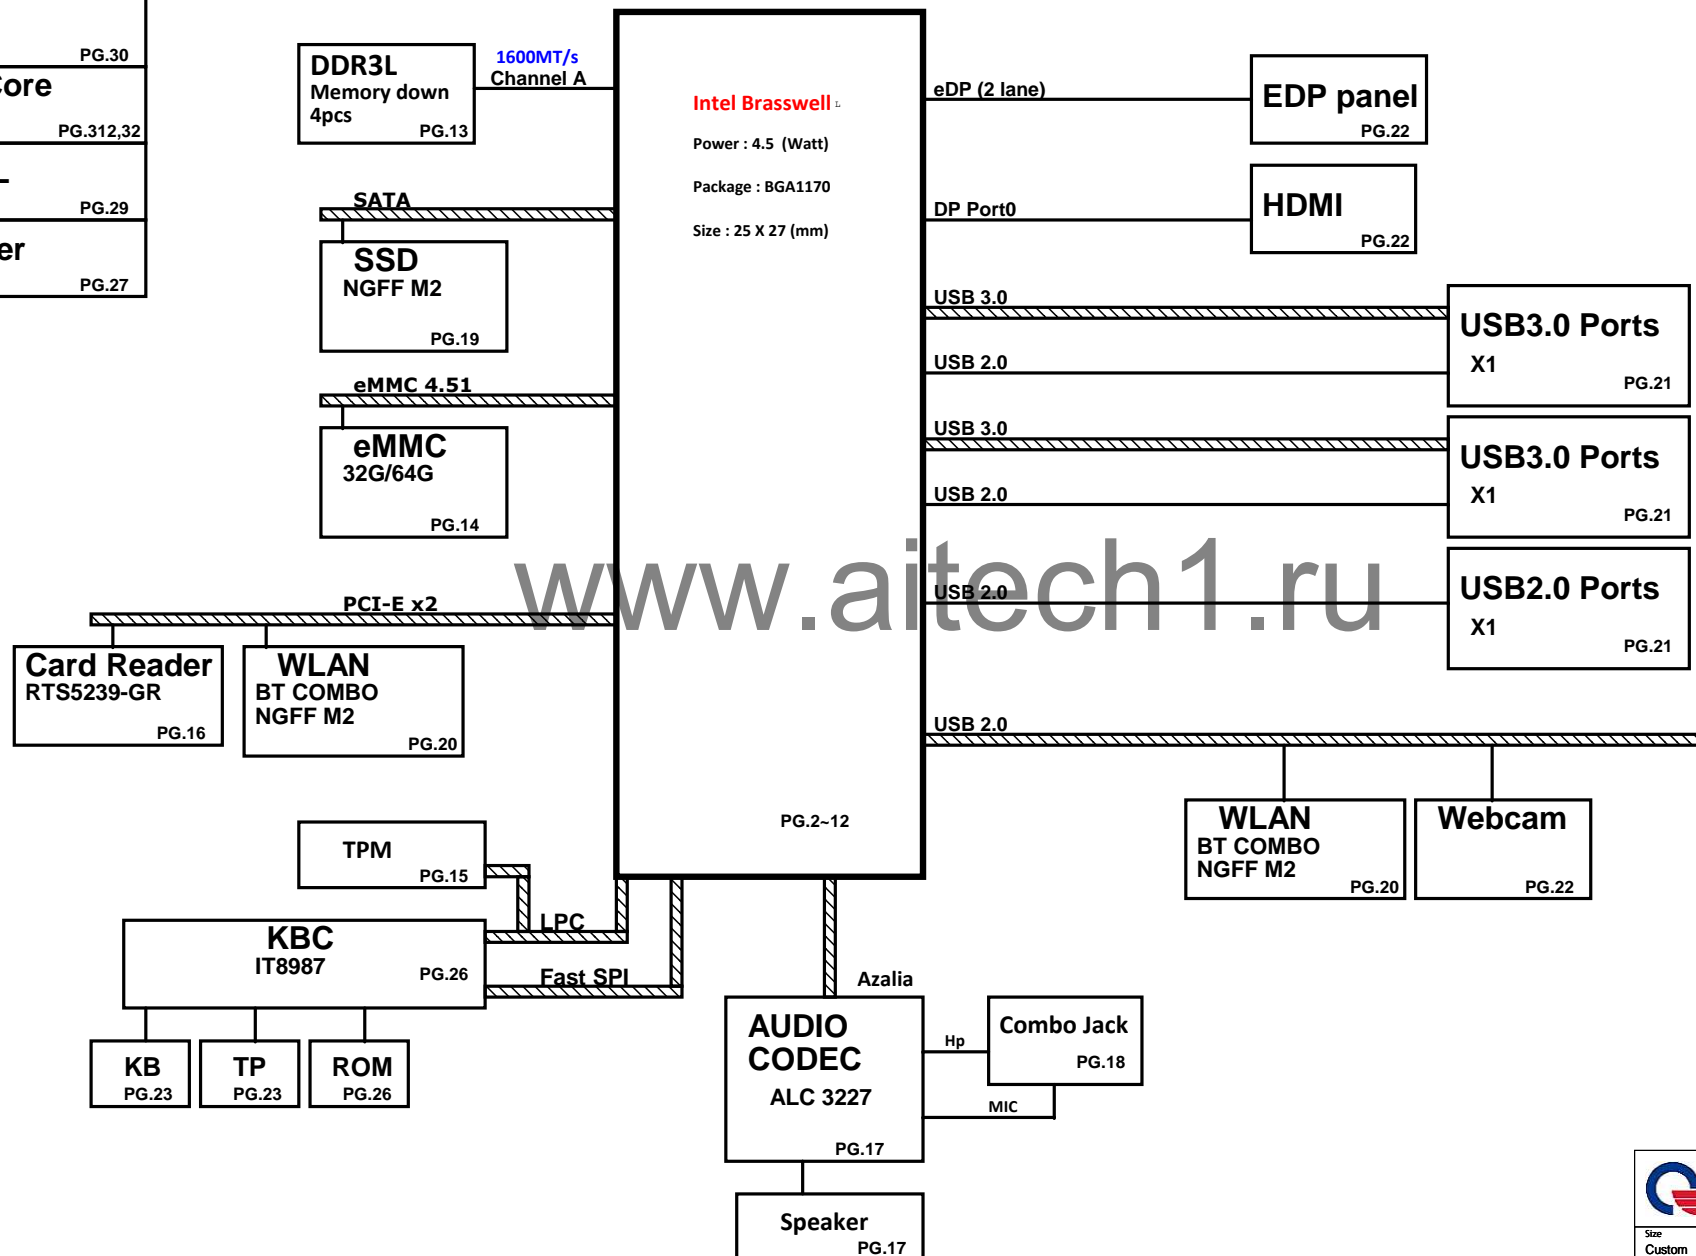 PG.30
PG.312,32
PG.29
PG.27
DDR3L
Memory down
4pcs
PG.13
1600MT/s
Channel A
Intel Brasswell
Power : 4.5 (Watt)
Package : BGA1170
Size : 25 X 27 (mm)
PG.2~12
eDP (2 lane)
EDP panel
PG.22
DP Port0
HDMI
PG.22
SATA
SSD
NGFF M2
PG.19
eMMC 4.51
eMMC
32G/64G
PG.14
USB 3.0
USB 2.0
USB3.0 Ports
X1
PG.21
USB 3.0
USB 2.0
USB3.0 Ports
X1
PG.21
www.aitech1.ru
USB 2.0
USB2.0 Ports
X1
PG.21
PCI-E x2
Card Reader
RTS5239-GR
PG.16
WLAN
BT COMBO
NGFF M2
PG.20
USB 2.0
WLAN
BT COMBO
NGFF M2
PG.20
Webcam
PG.22
TPM
PG.15
LPC
KBC
IT8987
PG.26
Fast SPI
KB
PG.23
TP
PG.23
ROM
PG.26
Azalia
AUDIO
CODEC
ALC 3227
PG.17
Hp
MIC
Combo Jack
PG.18
Speaker
PG.17
Size
Custom